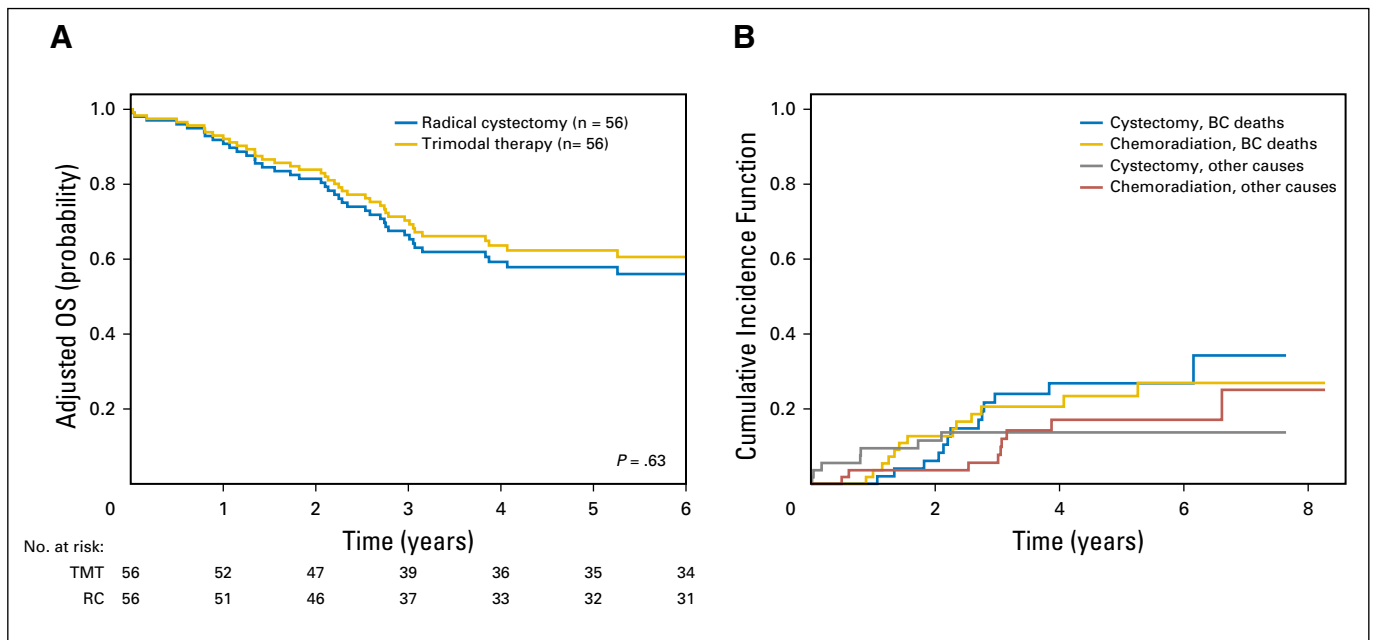 A
Adjusted OS (probability)
1.0
0.8
0.6
0.4
0.2
Radical cystectomy (n = 56)
Trimodal therapy (n= 56)
P = .63
0 1 2 3 4 5 6
Time (years)
No. at risk:
TMT 56 52 47 39 36 35 34
RC 56 51 46 37 33 32 31
B
Cumulative Incidence Function
1.0
0.8
0.6
0.4
0.2
Cystectomy, BC deaths
Chemoradiation, BC deaths
Cystectomy, other causes
Chemoradiation, other causes
0 2 4 6 8
Time (years)